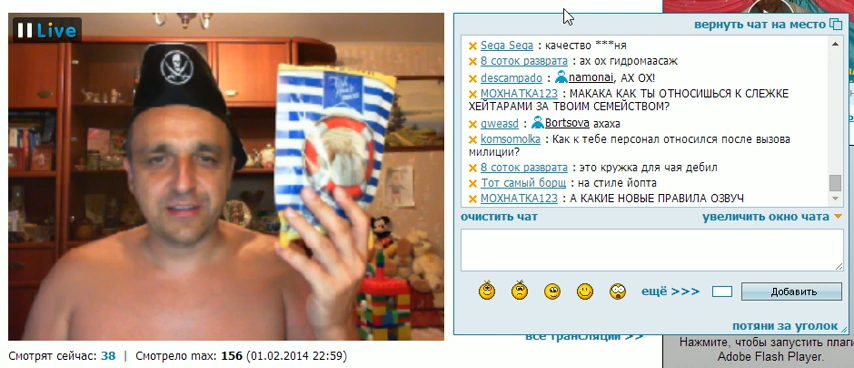 Live
вернуть чат на место
Sega Sega : качество ***ня
8 соток разврата : ах ох гидромаасаж
descampado : namonai, АХ ОХ!
MOXHATKA123 : МАКАКА КАК ТЫ ОТНОСИШЬСЯ К СЛЕЖКЕ
ХЕЙТАРАМИ ЗА ТВОИМ СЕМЕЙСТВОМ?
qweasd : Bortsova ахаха
komsomolka : Как к тебе персонал относился после вызова
милиции?
8 соток разврата : это кружка для чая дебил
Тот самый борщ : на стиле йопта
MOXHATKA123 : А КАКИЕ НОВЫЕ ПРАВИЛА ОЗВУЧ
очистить чат
увеличить окно чата
ещё >>>
Добавить
потяни за уголок
все трансляции >>
Смотрят сейчас: 38 | Смотрело max: 156 (01.02.2014 22:59)
Нажмите, чтобы запустить плаги
Adobe Flash Player.